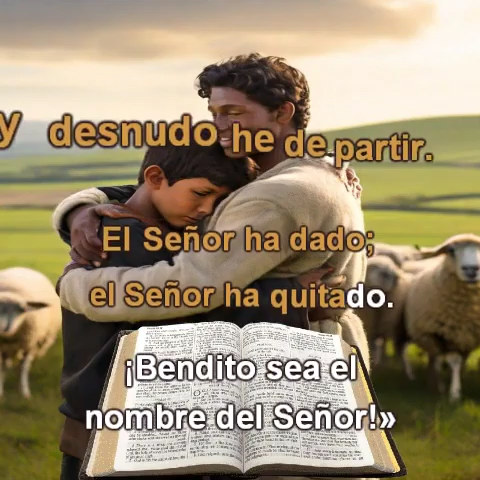 y desnudo he de partir.
El Señor ha dado;
el Señor ha quitado.
¡Bendito sea el
nombre del Señor!»